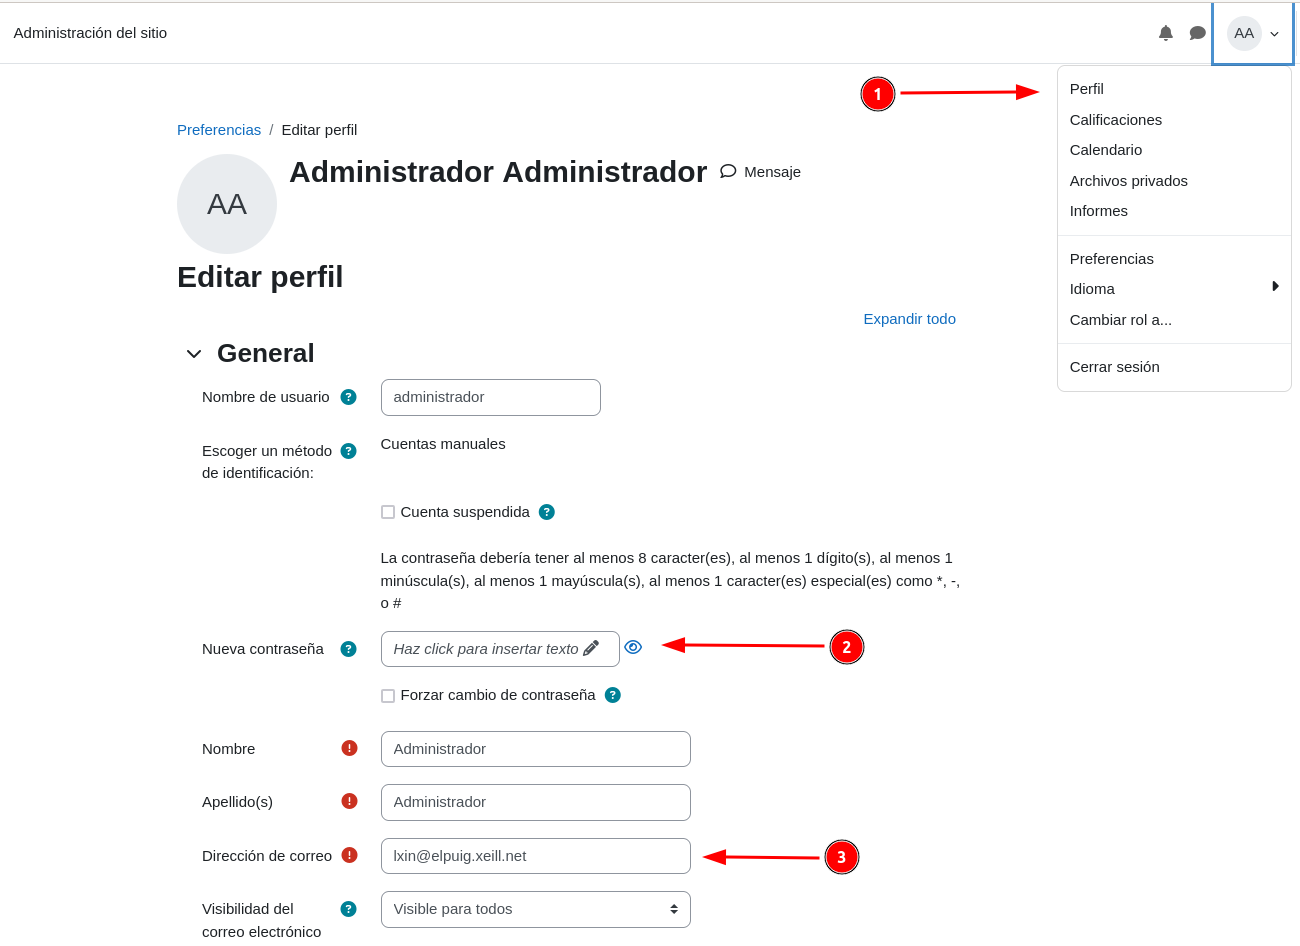 Administración del sitio
AA
1
Perfil
Calificaciones
Calendario
Archivos privados
Informes
Preferencias
Idioma
Cambiar rol a...
Cerrar sesión
Preferencias / Editar perfil
AA
Administrador Administrador
Mensaje
Editar perfil
Expandir todo
General
Nombre de usuario ? administrador
Escoger un método
de identificación: ?
Cuentas manuales
Cuenta suspendida ?
La contraseña debería tener al menos 8 caracter(es), al menos 1 dígito(s), al menos 1
minúscula(s), al menos 1 mayúscula(s), al menos 1 caracter(es) especial(es) como *, -,
o #
Nueva contraseña ? Haz click para insertar texto
2
Forzar cambio de contraseña ?
Nombre ! Administrador
Apellido(s) ! Administrador
Dirección de correo ! lxin@elpuig.xeill.net
3
Visibilidad del
correo electrónico ?
Visible para todos